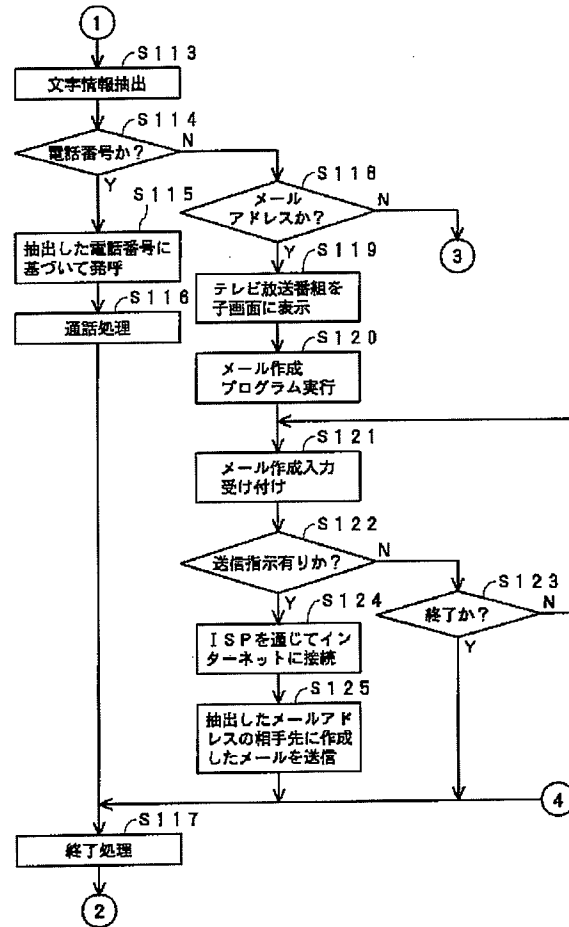 1
S113
文字情報抽出
S114
電話番号か?
N
Y
S115
抽出した電話番号に
基づいて発呼
S116
通話処理
S118
メール
アドレスか?
N
Y
3
S119
テレビ放送番組を
子画面に表示
S120
メール作成
プログラム実行
S121
メール作成入力
受け付け
S122
送信指示有りか?
N
Y
S123
終了か?
N
Y
S124
ISPを通じてイン
ターネットに接続
S125
抽出したメールアド
レスの相手先に作成
したメールを送信
4
S117
終了処理
2